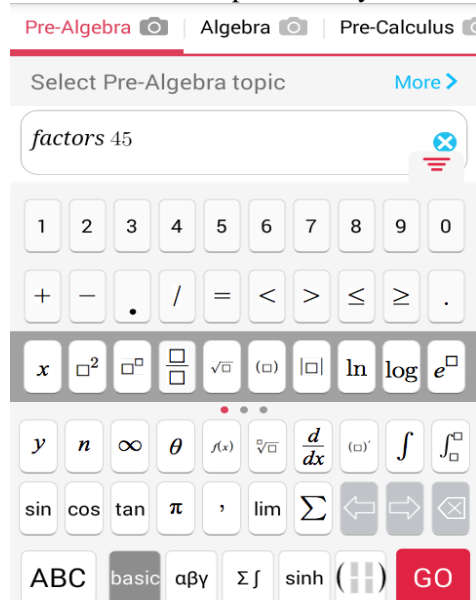 Pre-Algebra Algebra Pre-Calculus
Select Pre-Algebra topic More >
factors 45
1 2 3 4 5 6 7 8 9 0
+ − . / = < > ≤ ≥ .
x □² □^□ □/□ √□ (□) |□| ln log e^□
y n ∞ θ f(x) ⁿ√□ d/dx (□)′ ∫ ∫□□
sin cos tan π , lim Σ
ABC basic αβγ Σ∫ sinh (¦¦) GO